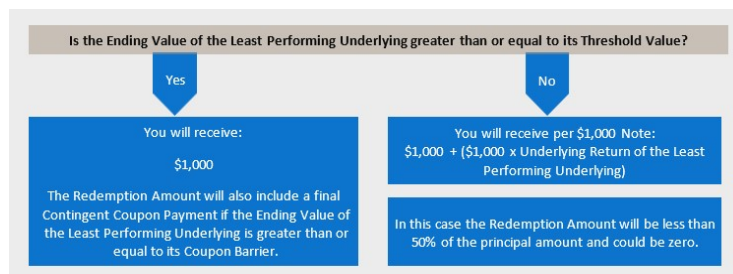 Is the Ending Value of the Least Performing Underlying greater than or equal to its Threshold Value?
Yes
No
You will receive:
$1,000
The Redemption Amount will also include a final
Contingent Coupon Payment if the Ending Value of
the Least Performing Underlying is greater than or
equal to its Coupon Barrier.
You will receive per $1,000 Note:
$1,000 + ($1,000 x Underlying Return of the Least
Performing Underlying)
In this case the Redemption Amount will be less than
50% of the principal amount and could be zero.